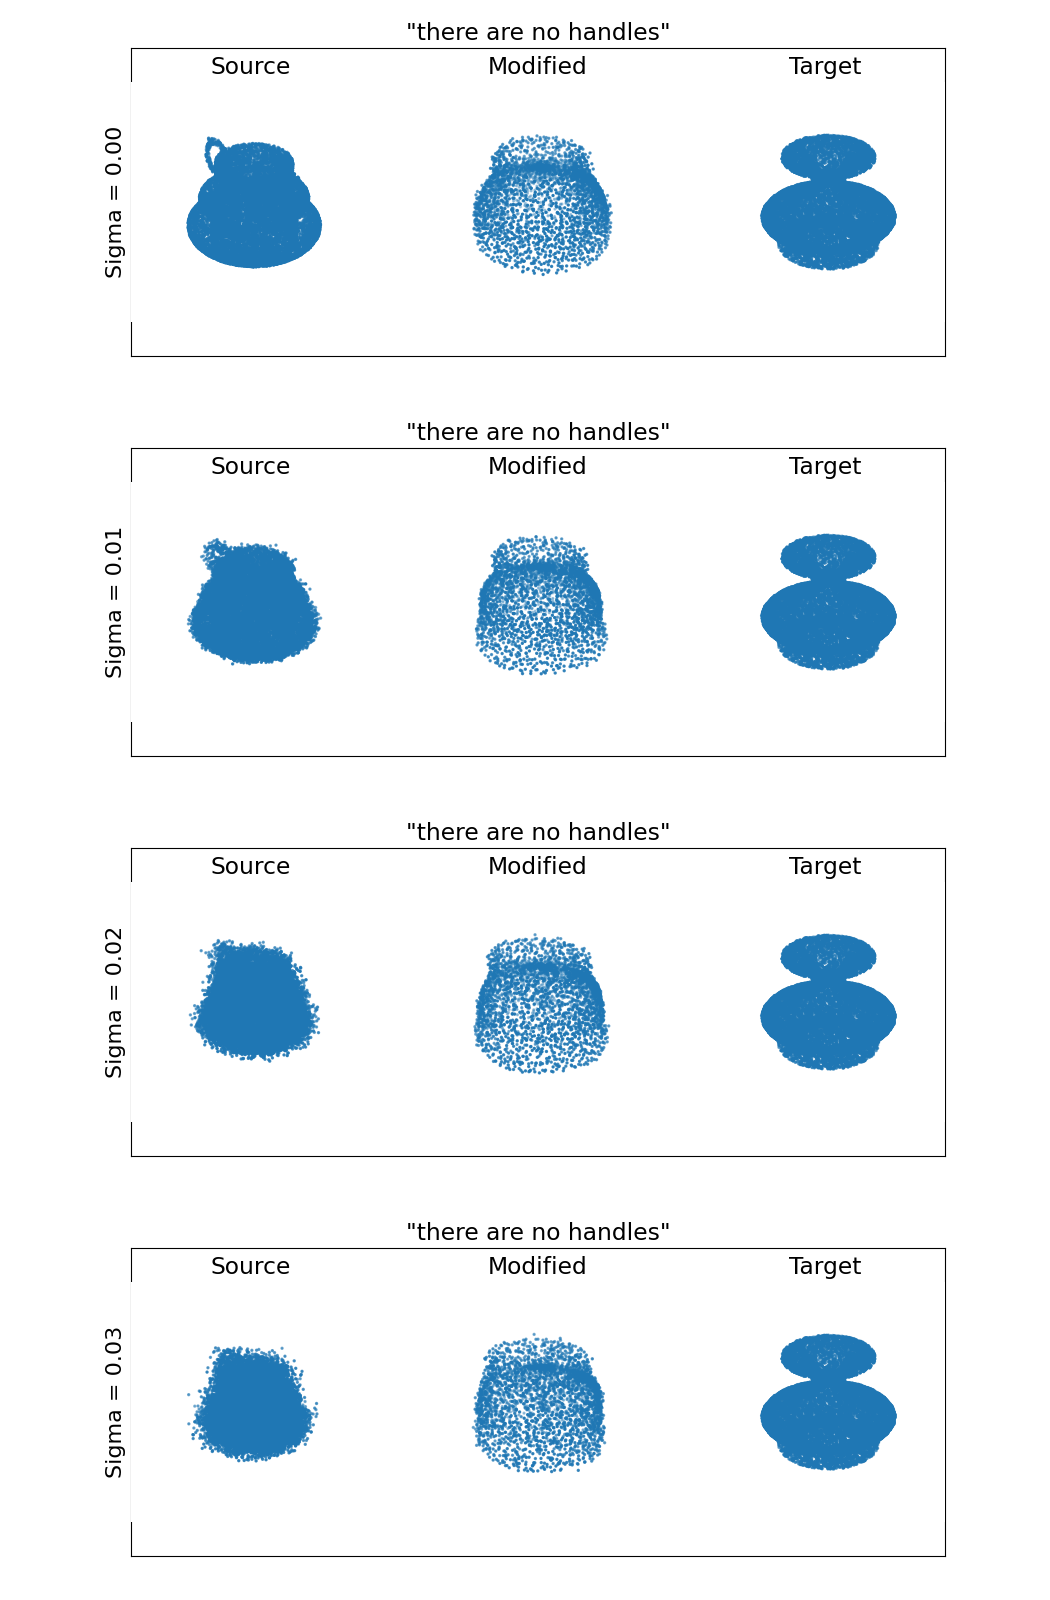 "there are no handles"
Source Modified Target
Sigma = 0.00
"there are no handles"
Source Modified Target
Sigma = 0.01
"there are no handles"
Source Modified Target
Sigma = 0.02
"there are no handles"
Source Modified Target
Sigma = 0.03